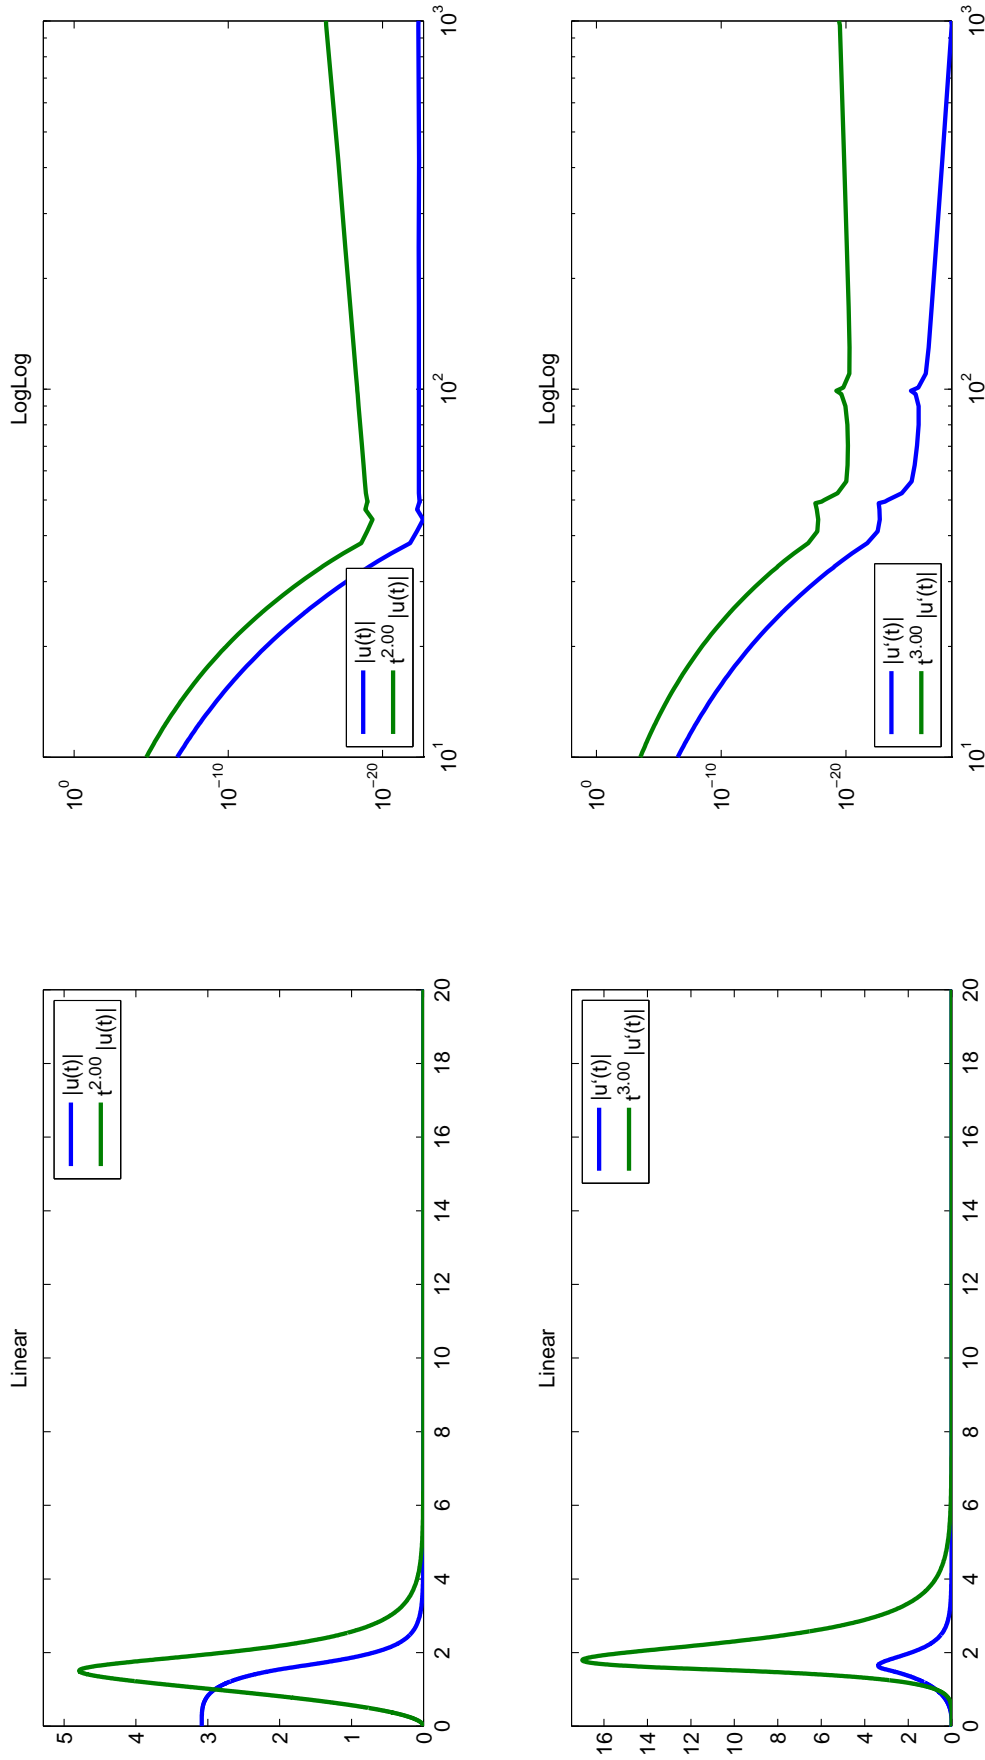 Linear
5
4
3
2
1
0
0 2 4 6 8 10 12 14 16 18 20
|u(t)|
t^2.00 |u(t)|
LogLog
10^0
10^−10
10^−20
10^1 10^2 10^3
|u(t)|
t^2.00 |u(t)|
Linear
16
14
12
10
8
6
4
2
0
0 2 4 6 8 10 12 14 16 18 20
|u‘(t)|
t^3.00 |u‘(t)|
LogLog
10^0
10^−10
10^−20
10^1 10^2 10^3
|u‘(t)|
t^3.00 |u‘(t)|